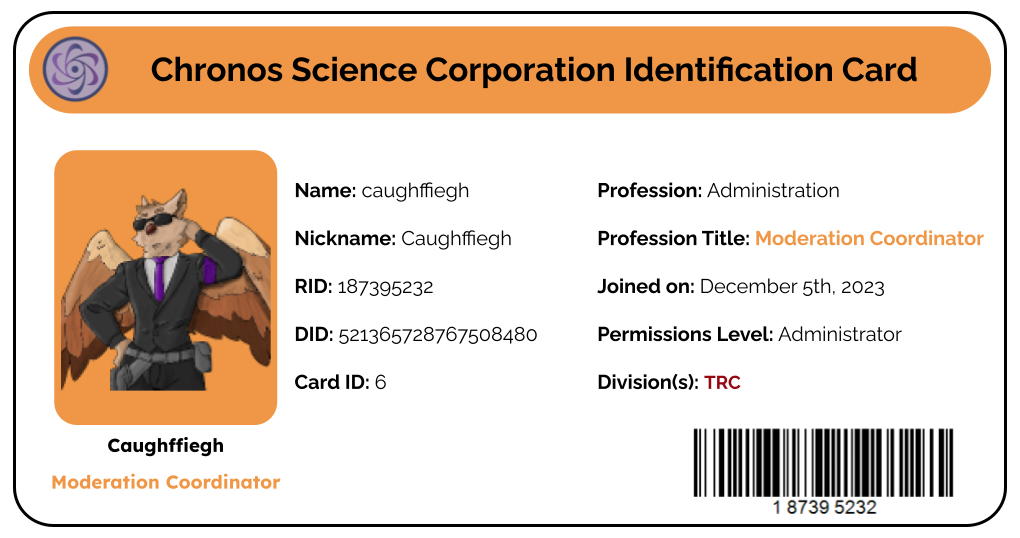 Chronos Science Corporation Identification Card
Name: caughffiegh
Nickname: Caughffiegh
RID: 187395232
DID: 521365728767508480
Card ID: 6
Profession: Administration
Profession Title: Moderation Coordinator
Joined on: December 5th, 2023
Permissions Level: Administrator
Division(s): TRC
Caughffiegh
Moderation Coordinator
1 8739 5232